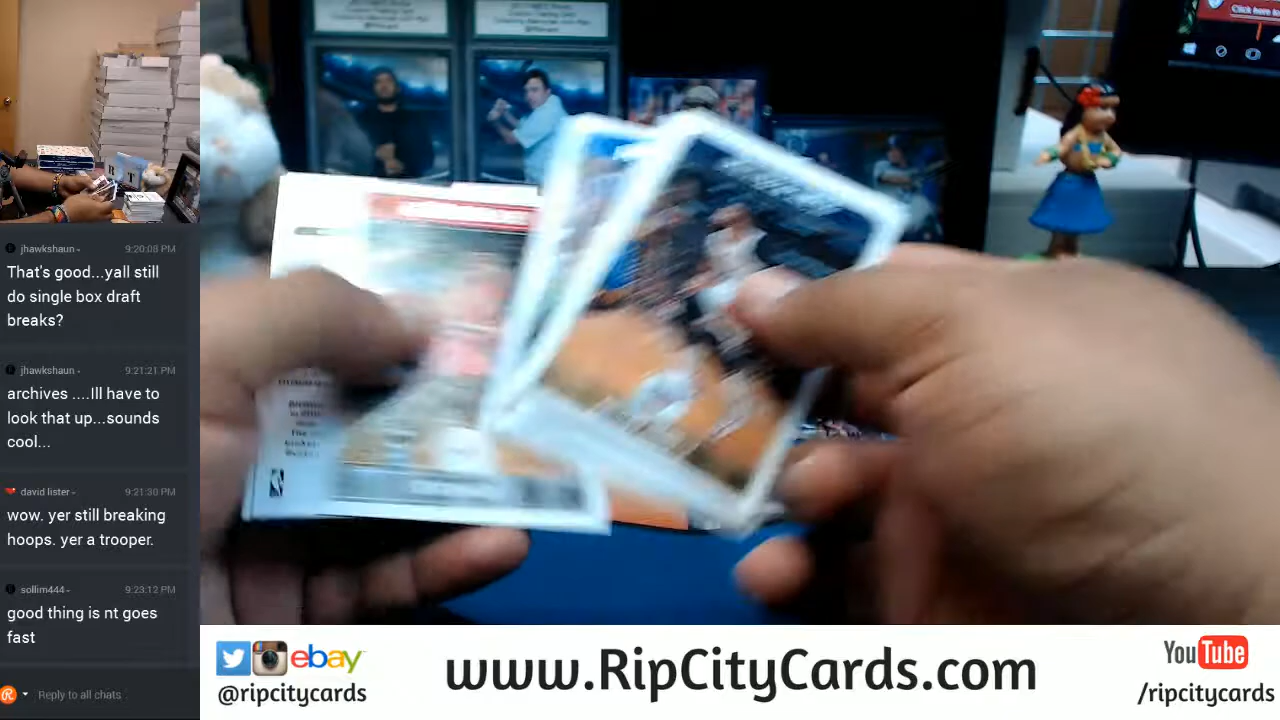 jhawkshaun 9:20:08 PM
That's good...yall still
do single box draft
breaks?
jhawkshaun 9:21:21 PM
archives ....Ill have to
look that up...sounds
cool...
david lister 9:21:30 PM
wow. yer still breaking
hoops. yer a trooper.
sollim444 9:23:12 PM
good thing is nt goes
fast
Reply to all chats
Click here to
ebay
@ripcitycards
www.RipCityCards.com
YouTube
/ripcitycards